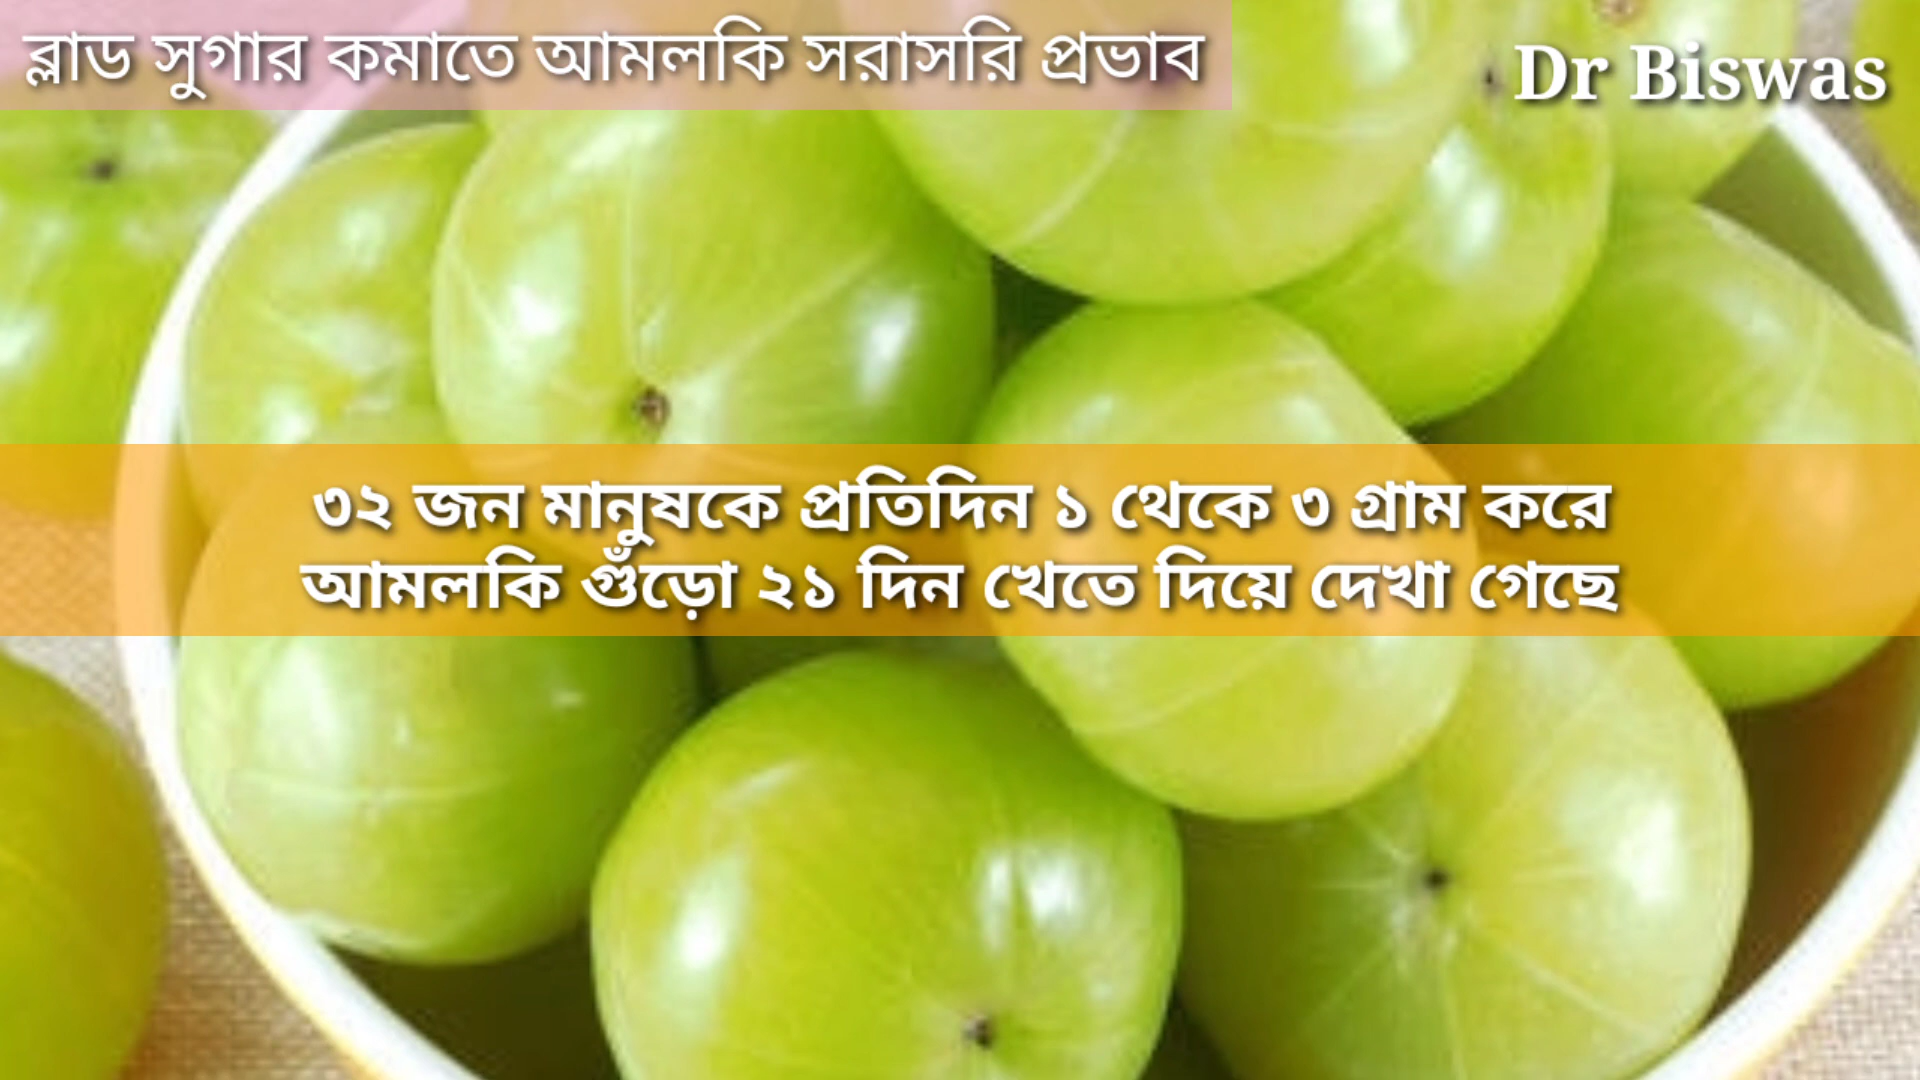 ব্লাড সুগার কমাতে আমলকি সরাসরি প্রভাব
Dr Biswas
৩২ জন মানুষকে প্রতিদিন ১ থেকে ৩ গ্রাম করে
আমলকি গুঁড়ো ২১ দিন খেতে দিয়ে দেখা গেছে